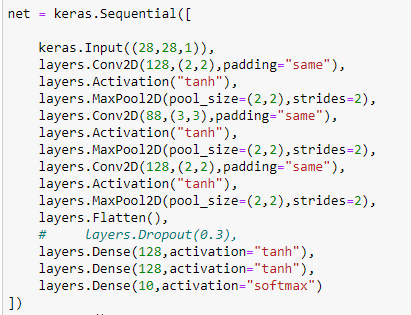 net = keras.Sequential([
keras.Input((28,28,1)),
layers.Conv2D(128,(2,2),padding="same"),
layers.Activation("tanh"),
layers.MaxPool2D(pool_size=(2,2),strides=2),
layers.Conv2D(88,(3,3),padding="same"),
layers.Activation("tanh"),
layers.MaxPool2D(pool_size=(2,2),strides=2),
layers.Conv2D(128,(2,2),padding="same"),
layers.Activation("tanh"),
layers.MaxPool2D(pool_size=(2,2),strides=2),
layers.Flatten(),
#     layers.Dropout(0.3),
layers.Dense(128,activation="tanh"),
layers.Dense(128,activation="tanh"),
layers.Dense(10,activation="softmax")
])